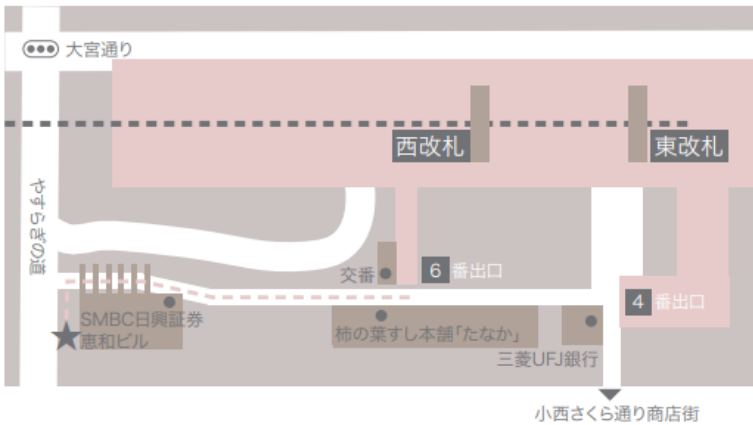 大宮通り
西改札
東改札
やすらぎの道
交番
6 番出口
4 番出口
SMBC日興証券
恵和ビル
柿の葉すし本舗「たなか」
三菱UFJ銀行
小西さくら通り商店街